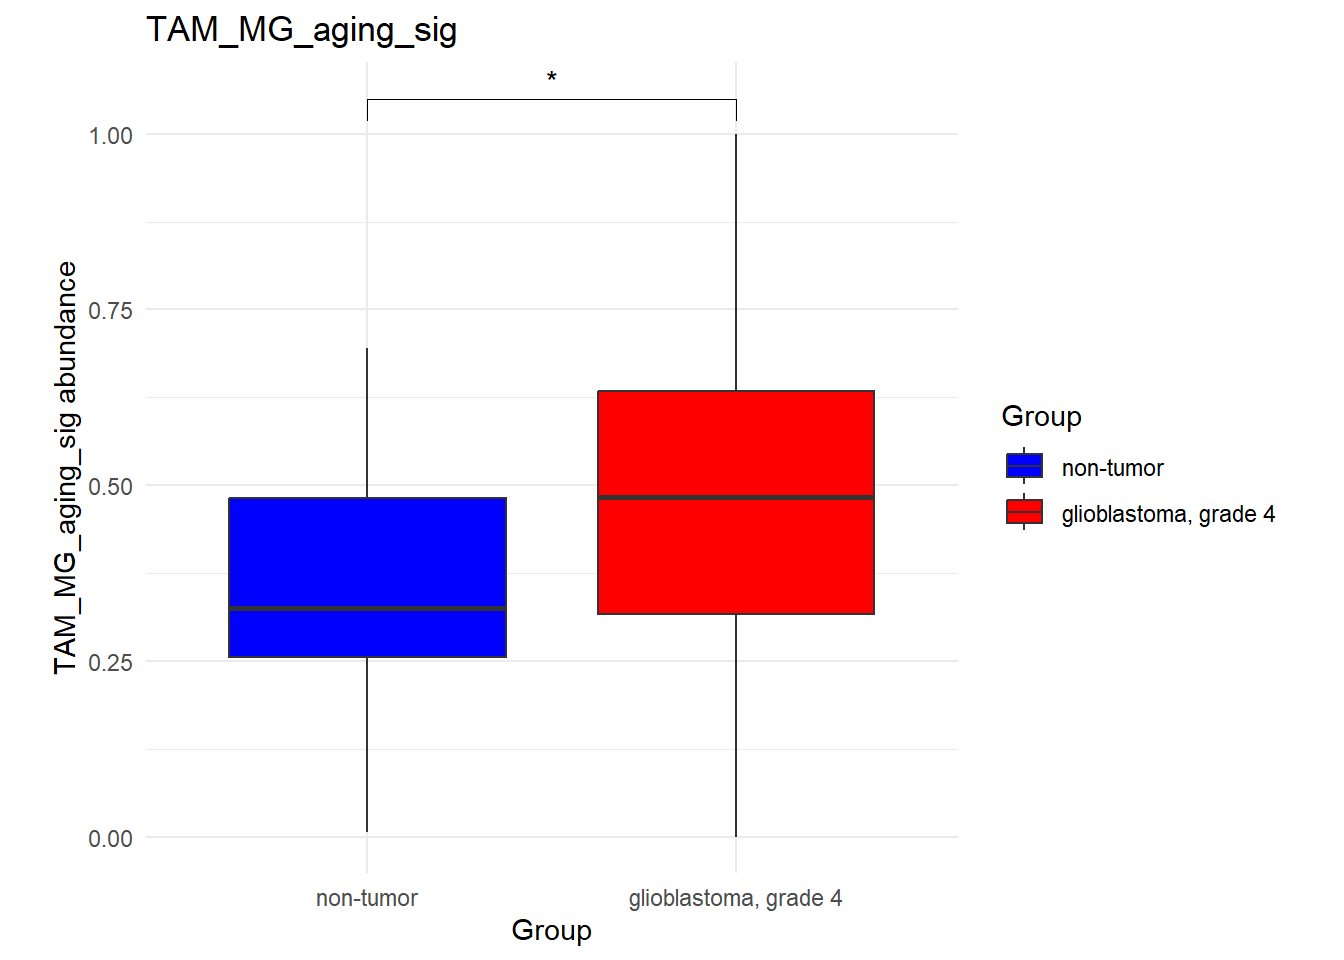 TAM_MG_aging_sig
*
1.00
0.75
0.50
0.25
0.00
TAM_MG_aging_sig abundance
non-tumor
glioblastoma, grade 4
Group
Group
non-tumor
glioblastoma, grade 4